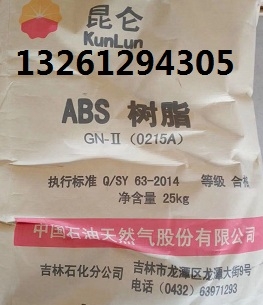 昆仑
KunLun
13261294305
ABS 树脂
GN-Ⅱ (0215A)
执行标准 Q/SY 63-2014 等级 合格
净含量 25kg
中国石油天然气股份有限公司
吉林石化分公司 吉林市龙潭区龙潭大街9号
电话 (0432) 63971293